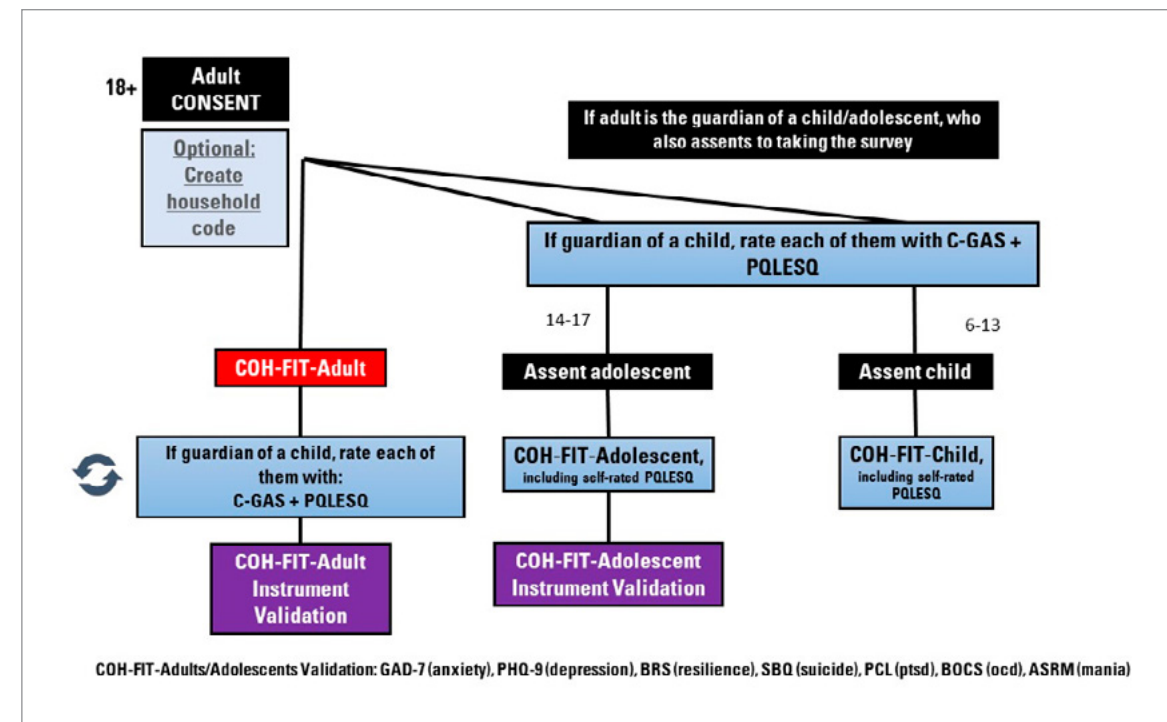 18+
Adult
CONSENT
Optional:
Create
household
code
If adult is the guardian of a child/adolescent, who
also assents to taking the survey
If guardian of a child, rate each of them with C-GAS +
PQLESQ
14-17
6-13
COH-FIT-Adult
Assent adolescent
Assent child
If guardian of a child, rate each of
them with:
C-GAS + PQLESQ
COH-FIT-Adolescent,
including self-rated PQLESQ
COH-FIT-Child,
including self-rated
PQLESQ
COH-FIT-Adult
Instrument
Validation
COH-FIT-Adolescent
Instrument Validation
COH-FIT-Adults/Adolescents Validation: GAD-7 (anxiety), PHQ-9 (depression), BRS (resilience), SBQ (suicide), PCL (ptsd), BOCS (ocd), ASRM (mania)